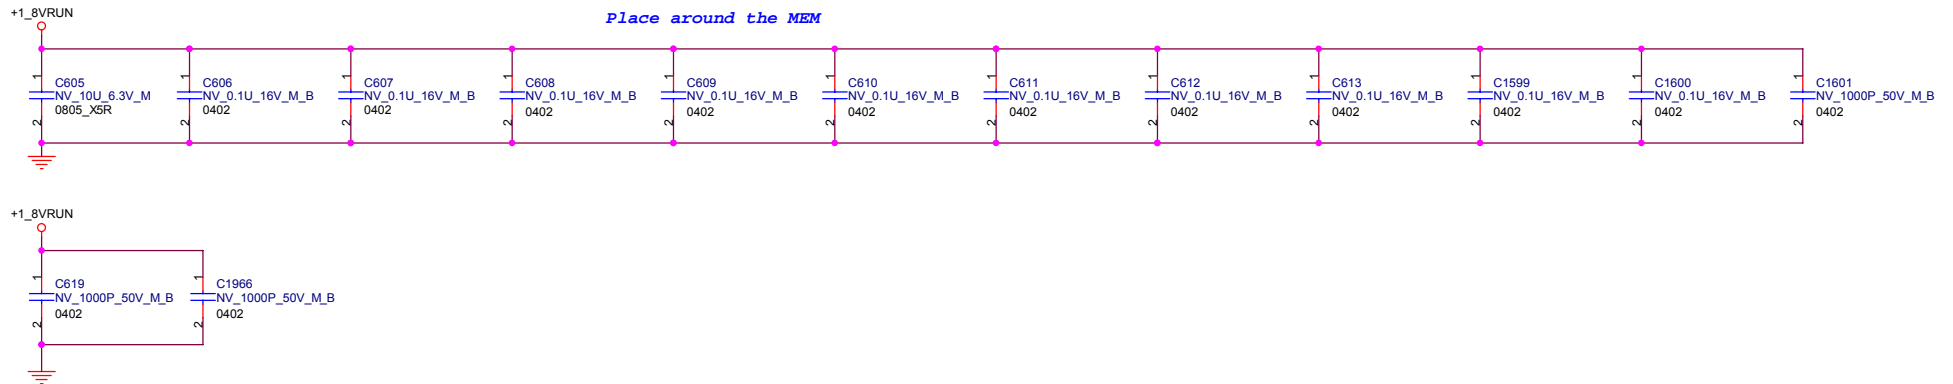 +1_8VRUN
Place around the MEM
1
C605
NV_10U_6.3V_M
0805_X5R
2
1
C606
NV_0.1U_16V_M_B
0402
2
1
C607
NV_0.1U_16V_M_B
0402
2
1
C608
NV_0.1U_16V_M_B
0402
2
1
C609
NV_0.1U_16V_M_B
0402
2
1
C610
NV_0.1U_16V_M_B
0402
2
1
C611
NV_0.1U_16V_M_B
0402
2
1
C612
NV_0.1U_16V_M_B
0402
2
1
C613
NV_0.1U_16V_M_B
0402
2
1
C1599
NV_0.1U_16V_M_B
0402
2
1
C1600
NV_0.1U_16V_M_B
0402
2
1
C1601
NV_1000P_50V_M_B
0402
2
+1_8VRUN
1
C619
NV_1000P_50V_M_B
0402
2
1
C1966
NV_1000P_50V_M_B
0402
2